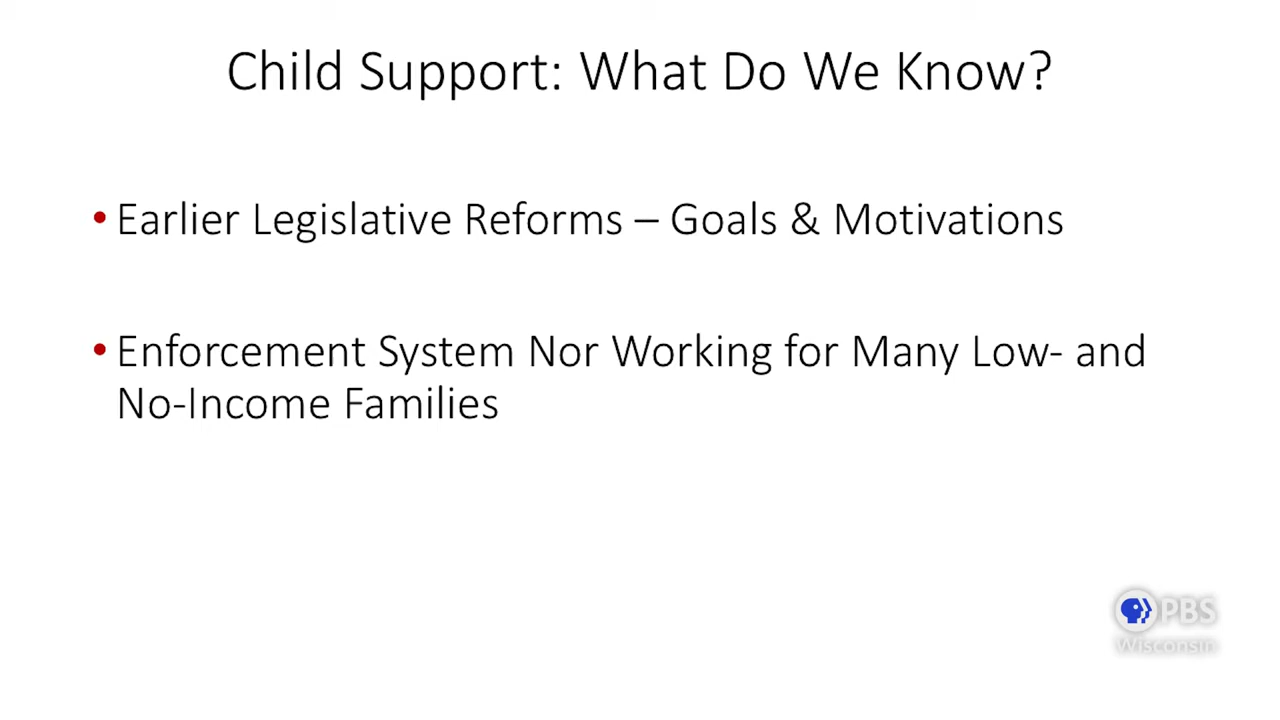 Child Support: What Do We Know?
• Earlier Legislative Reforms – Goals & Motivations
• Enforcement System Nor Working for Many Low- and
No-Income Families
PBS
Wisconsin